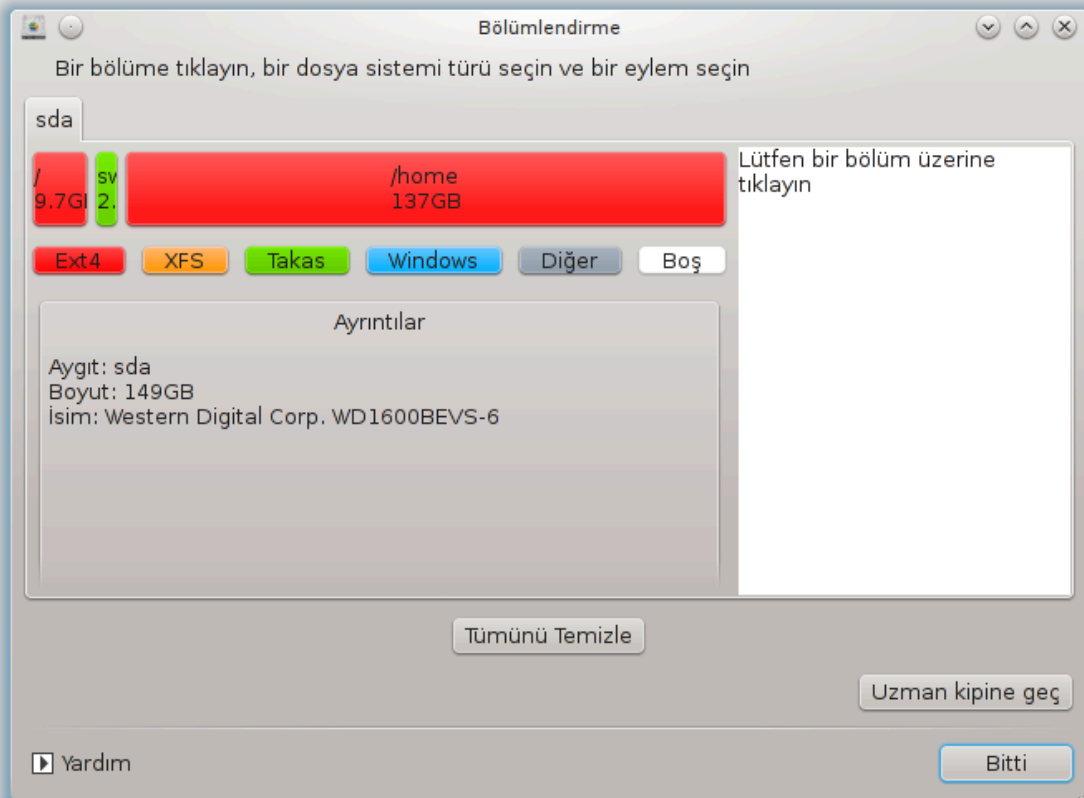 Bölümlendirme
Bir bölüme tıklayın, bir dosya sistemi türü seçin ve bir eylem seçin
sda
/
9.7G
2.
/home
137GB
Lütfen bir bölüm üzerine
tıklayın
Ext4 XFS Takas Windows Diğer Boş
Ayrıntılar
Aygıt: sda
Boyut: 149GB
İsim: Western Digital Corp. WD1600BEVS-6
Tümünü Temizle
Uzman kipine geç
Yardım
Bitti